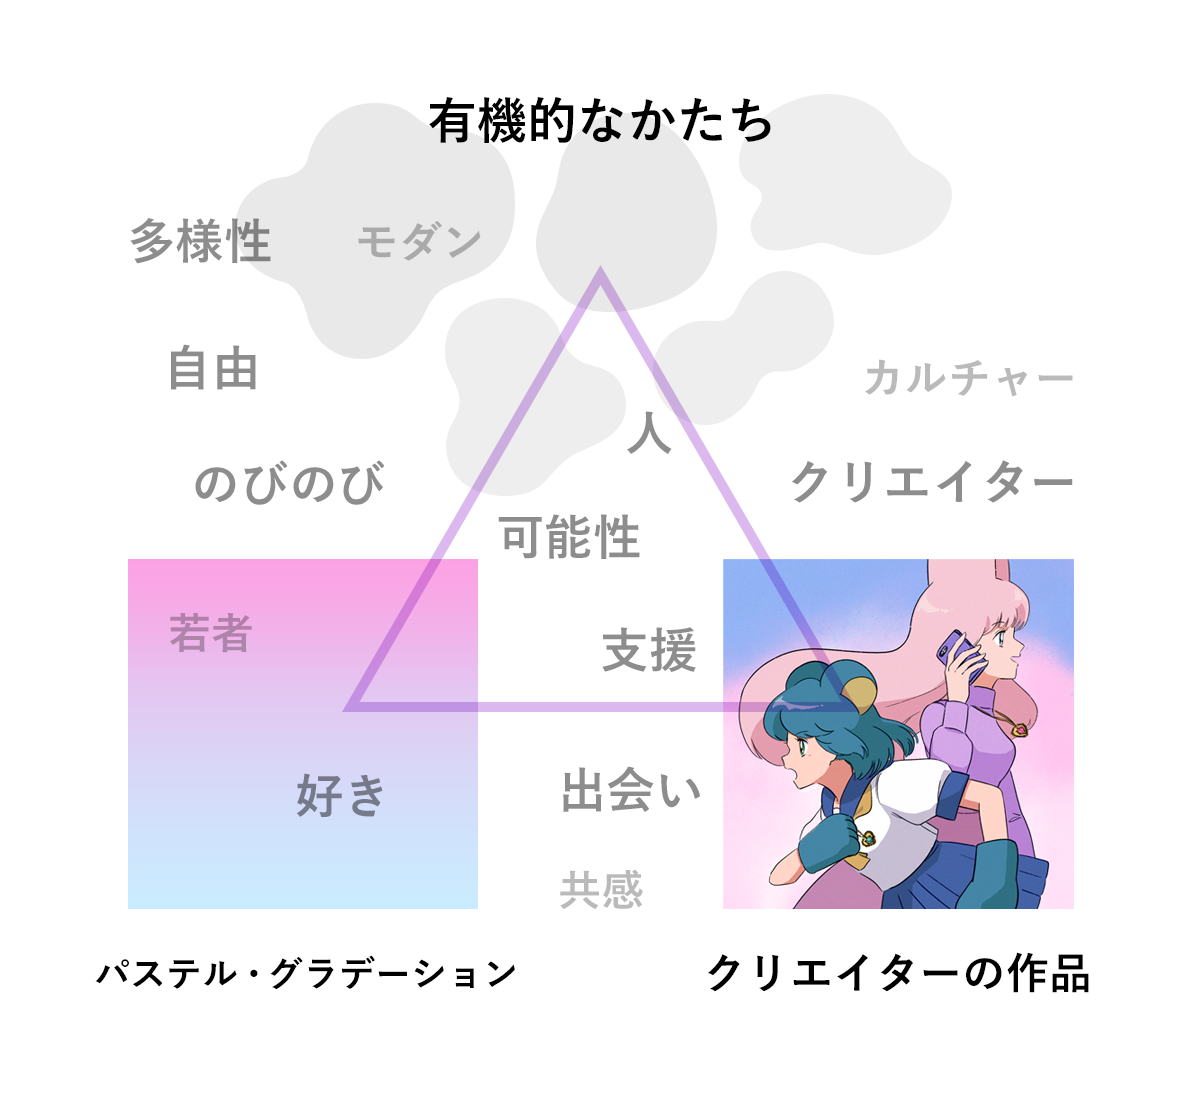 有機的なかたち
多様性
モダン
自由
カルチャー
人
のびのび
クリエイター
可能性
若者
支援
好き
出会い
共感
パステル・グラデーション
クリエイターの作品